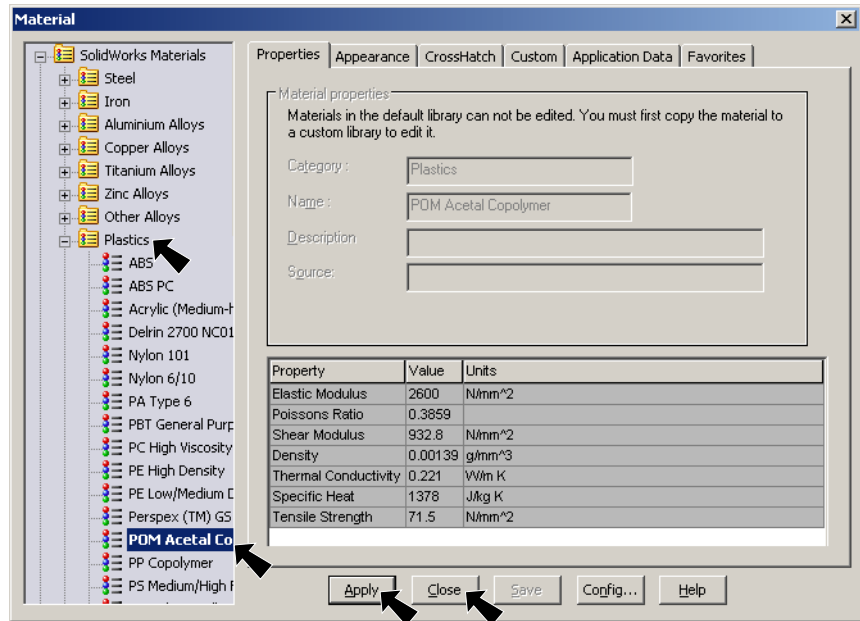 Material
SolidWorks Materials
Steel
Iron
Aluminium Alloys
Copper Alloys
Titanium Alloys
Zinc Alloys
Other Alloys
Plastics
ABS
ABS PC
Acrylic (Medium-h
Delrin 2700 NC01
Nylon 101
Nylon 6/10
PA Type 6
PBT General Purp
PC High Viscosity
PE High Density
PE Low/Medium D
Perspex (TM) GS
POM Acetal Co
PP Copolymer
PS Medium/High F
Properties Appearance CrossHatch Custom Application Data Favorites
Material properties
Materials in the default library can not be edited. You must first copy the material to
a custom library to edit it.
Category : Plastics
Name : POM Acetal Copolymer
Description
Source:
Property Value Units
Elastic Modulus 2600 N/mm^2
Poissons Ratio 0.3859
Shear Modulus 932.8 N/mm^2
Density 0.00139 g/mm^3
Thermal Conductivity 0.221 W/m K
Specific Heat 1378 J/kg K
Tensile Strength 71.5 N/mm^2
Apply Close Save Config... Help